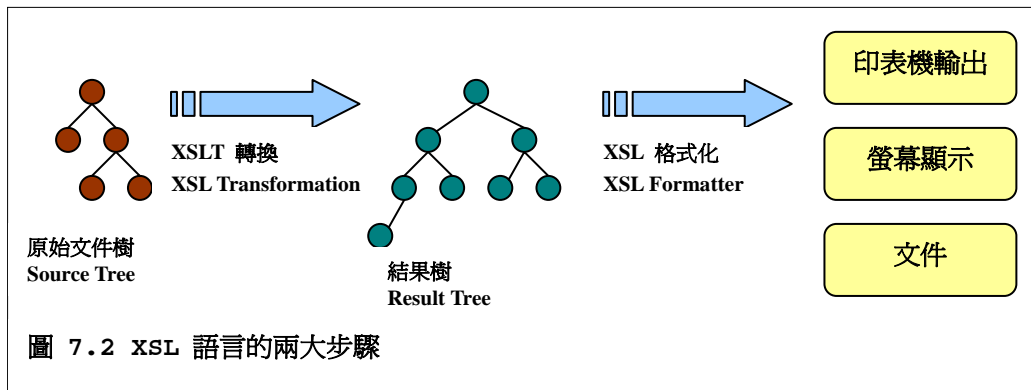 印表機輸出
螢幕顯示
文件
XSLT 轉換
XSL Transformation
XSL 格式化
XSL Formatter
原始文件樹
Source Tree
結果樹
Result Tree
圖 7.2 XSL 語言的兩大步驟